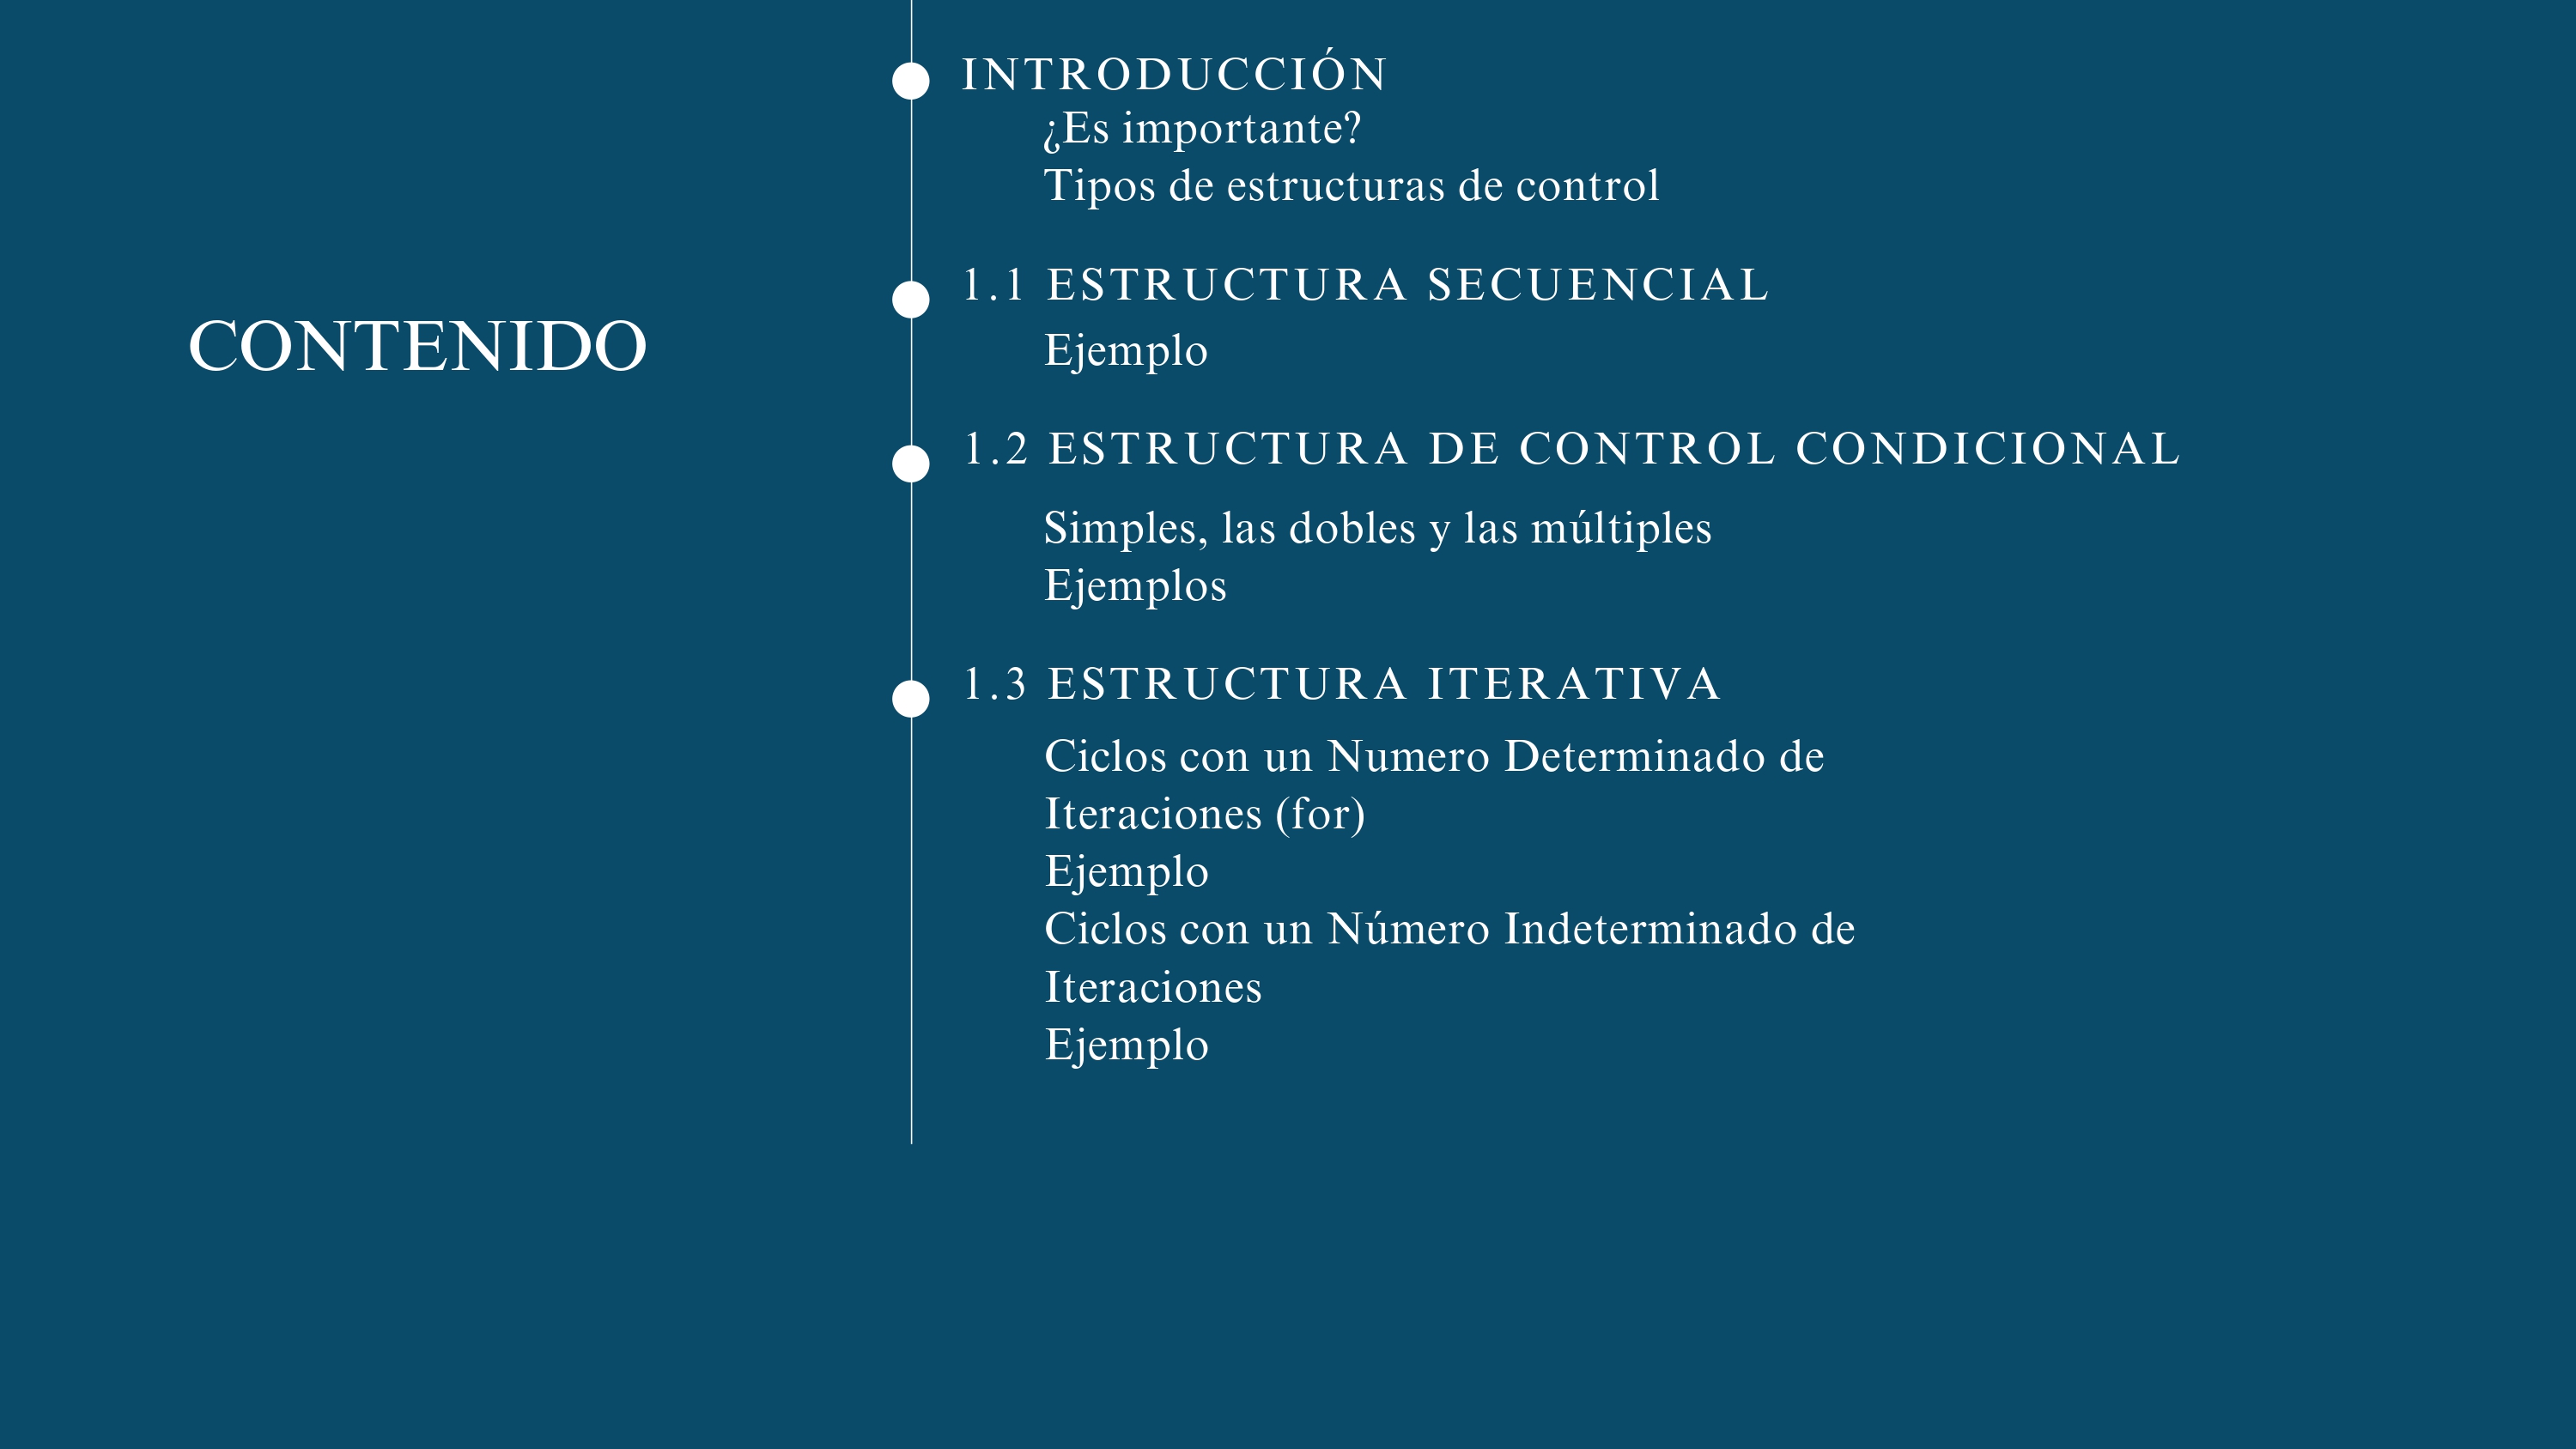 CONTENIDO
INTRODUCCIÓN
¿Es importante?
Tipos de estructuras de control
1.1 ESTRUCTURA SECUENCIAL
Ejemplo
1.2 ESTRUCTURA DE CONTROL CONDICIONAL
Simples, las dobles y las múltiples
Ejemplos
1.3 ESTRUCTURA ITERATIVA
Ciclos con un Numero Determinado de
Iteraciones (for)
Ejemplo
Ciclos con un Número Indeterminado de
Iteraciones
Ejemplo